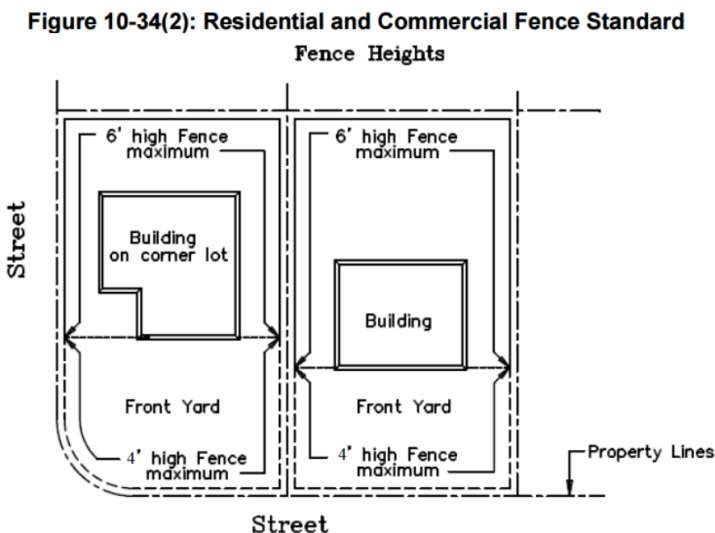 Figure 10-34(2): Residential and Commercial Fence Standard
Fence Heights
6' high Fence
maximum
6' high Fence
maximum
Street
Building
on corner lot
Building
Front Yard
Front Yard
4' high Fence
maximum
4' high Fence
maximum
Property Lines
Street